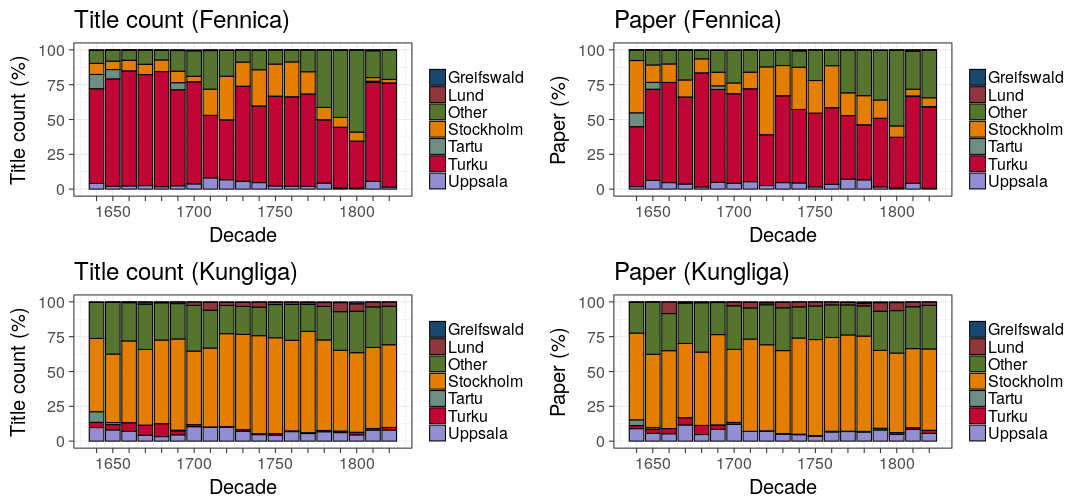 Title count (Fennica)
Title count (%)
100
75
50
25
0
1650
1700
1750
1800
Decade
Greifswald
Lund
Other
Stockholm
Tartu
Turku
Uppsala
Paper (Fennica)
Paper (%)
100
75
50
25
0
1650
1700
1750
1800
Decade
Greifswald
Lund
Other
Stockholm
Tartu
Turku
Uppsala
Title count (Kungliga)
Title count (%)
100
75
50
25
0
1650
1700
1750
1800
Decade
Greifswald
Lund
Other
Stockholm
Tartu
Turku
Uppsala
Paper (Kungliga)
Paper (%)
100
75
50
25
0
1650
1700
1750
1800
Decade
Greifswald
Lund
Other
Stockholm
Tartu
Turku
Uppsala